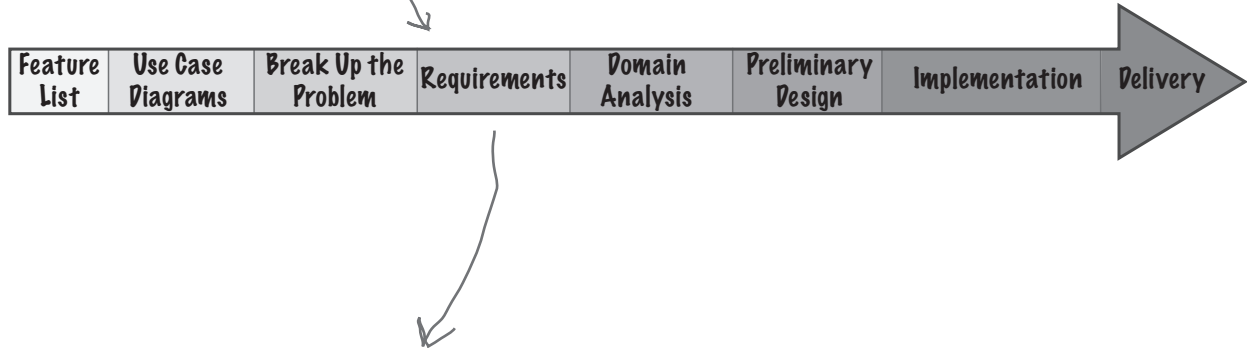 Feature
List
Use Case
Diagrams
Break Up the
Problem
Requirements
Domain
Analysis
Preliminary
Design
Implementation
Delivery